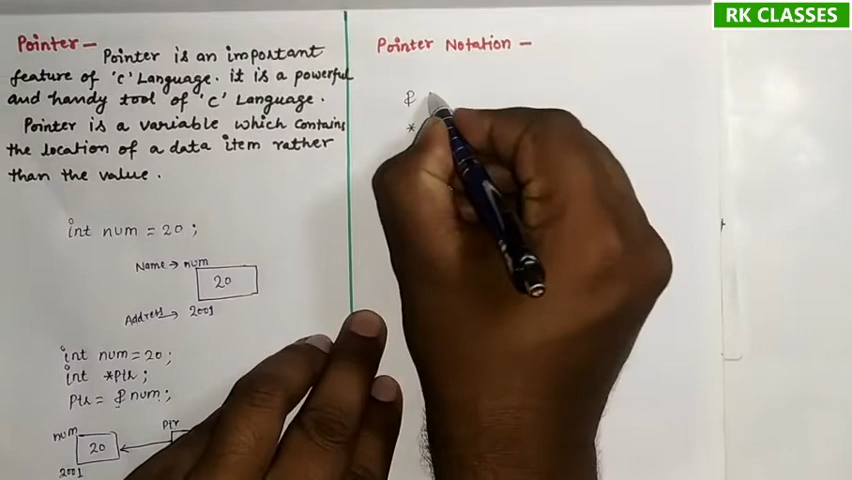 RK CLASSES
Pointer -
Pointer is an important
feature of 'C' Language. it is a powerful
and handy tool of 'C' Language.
Pointer is a variable which contains
the location of a data item rather
than the value.
int num = 20 ;
Name → num
20
Address → 2001
int num = 20 ;
int *Ptr ;
Ptr = & num ;
num
Ptr
20
2001
Pointer Notation -
&
*